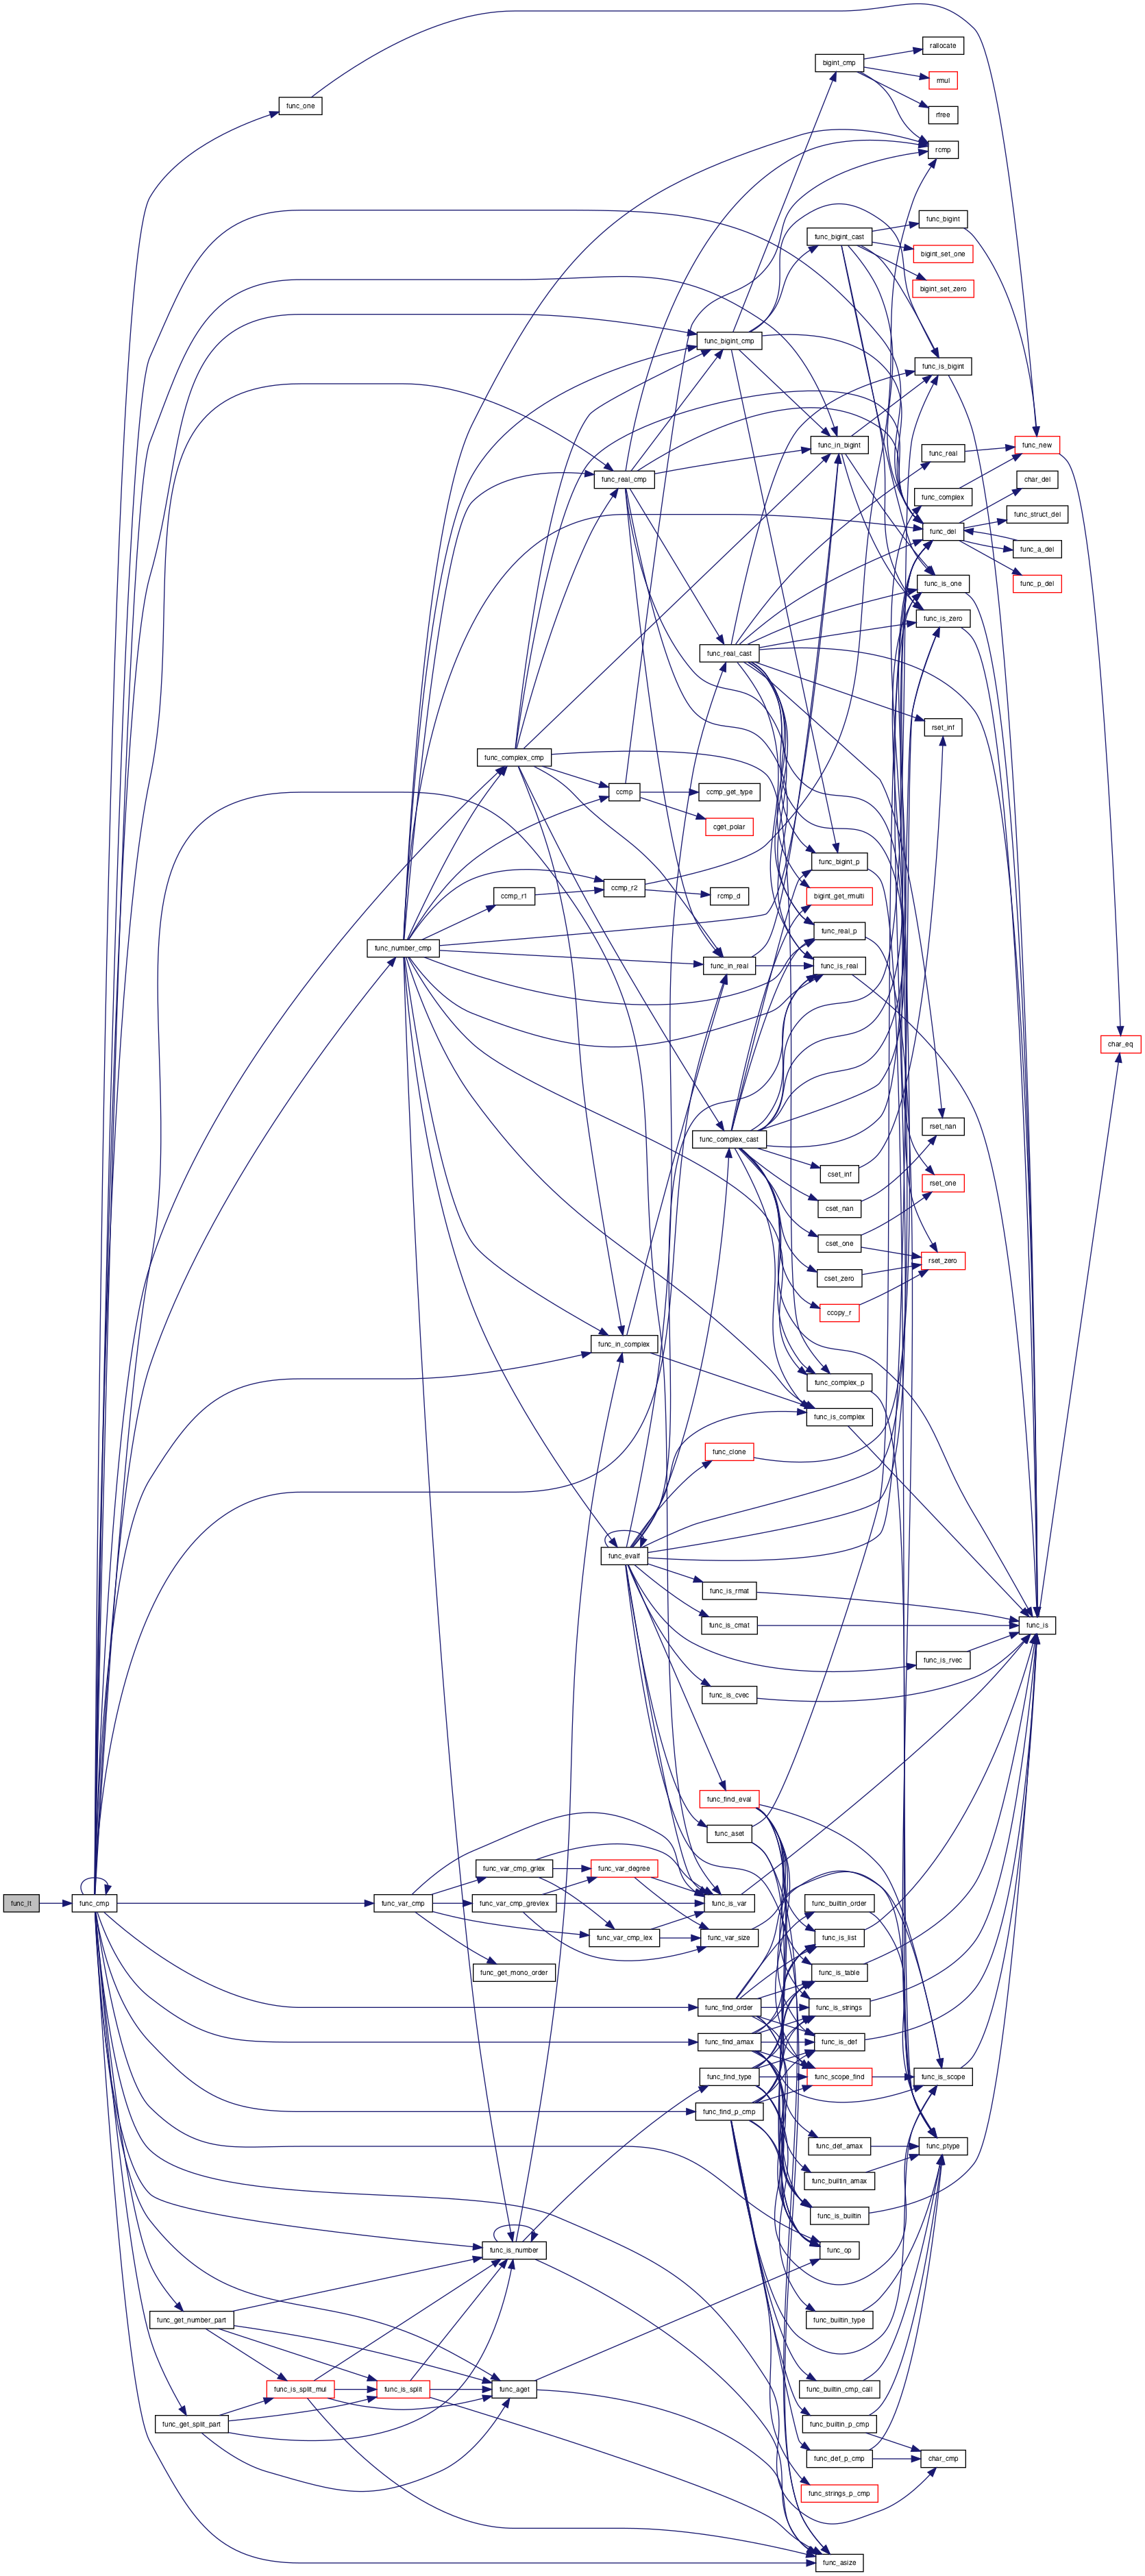 rallocate
bigint_cmp
rmul
func_one
rfree
rcmp
func_bigint
func_bigint_cast
bigint_set_one
bigint_set_zero
func_bigint_cmp
func_is_bigint
func_in_bigint
func_new
func_real
func_real_cmp
char_del
func_complex
func_struct_del
func_del
func_a_del
func_is_one
func_p_del
func_is_zero
func_real_cast
rset_inf
func_complex_cmp
ccmp
ccmp_get_type
cget_polar
func_bigint_p
ccmp_r2
ccmp_r1
rcmp_d
bigint_get_rmulti
func_real_p
func_number_cmp
func_in_real
func_is_real
char_eq
rset_nan
func_complex_cast
cset_inf
rset_one
cset_nan
cset_one
rset_zero
cset_zero
ccopy_r
func_in_complex
func_complex_p
func_is_complex
func_clone
func_evalf
func_is_rmat
func_is_cmat
func_is
func_is_rvec
func_is_cvec
func_find_eval
func_aset
func_var_cmp_grlex
func_var_degree
func_lt
func_cmp
func_var_cmp
func_var_cmp_grevlex
func_is_var
func_builtin_order
func_var_cmp_lex
func_var_size
func_is_list
func_get_mono_order
func_is_table
func_find_order
func_is_strings
func_find_amax
func_is_def
func_find_type
func_scope_find
func_is_scope
func_find_p_cmp
func_def_amax
func_ptype
func_builtin_amax
func_is_builtin
func_is_number
func_op
func_get_number_part
func_builtin_type
func_is_split_mul
func_is_split
func_aget
func_builtin_cmp_call
func_get_split_part
func_builtin_p_cmp
func_def_p_cmp
char_cmp
func_strings_p_cmp
func_asize